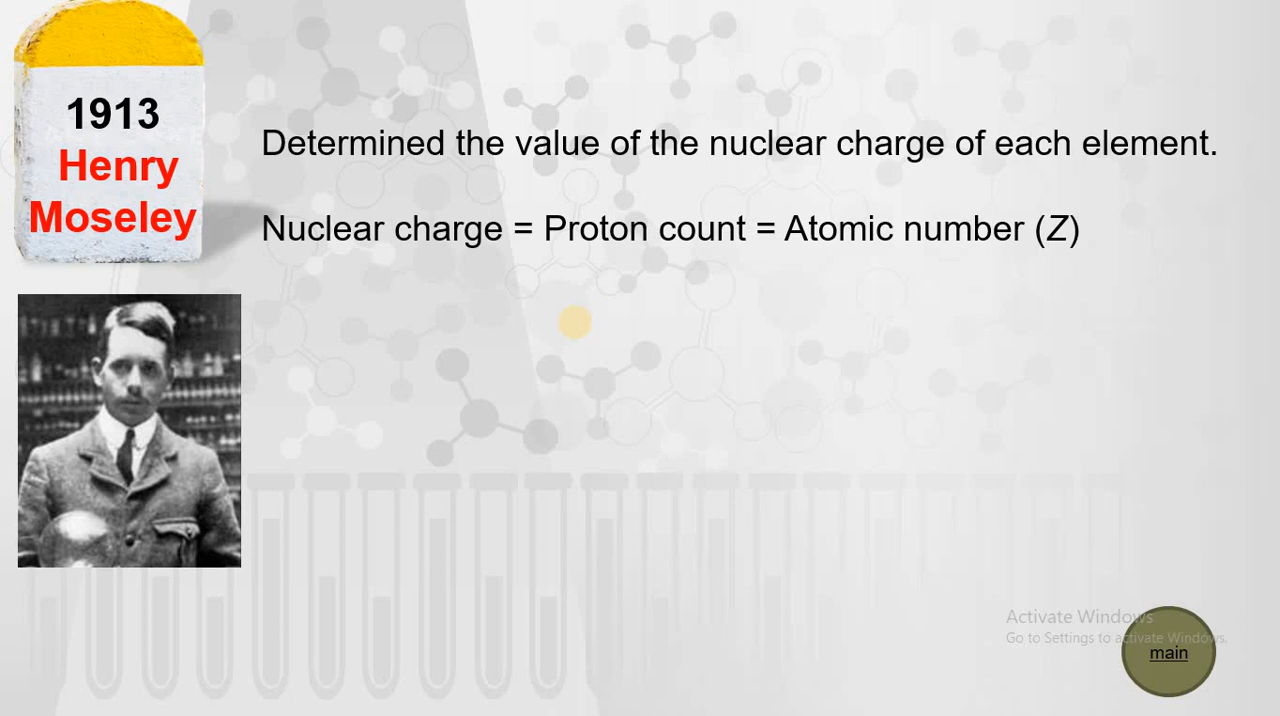 1913
Henry
Moseley
Determined the value of the nuclear charge of each element.
Nuclear charge = Proton count = Atomic number (Z)
Activate Windows
Go to Settings to activate Windows.
main